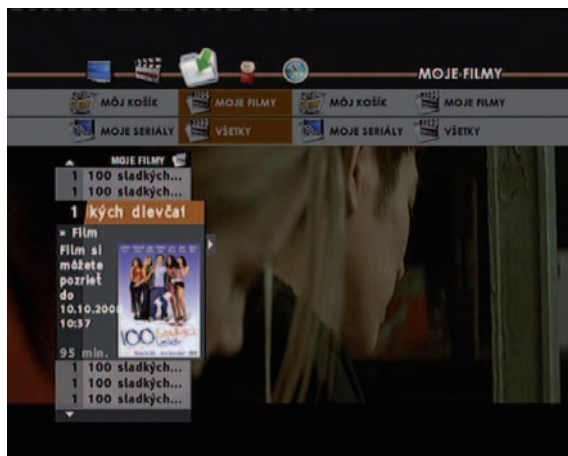 MOJE FILMY
MÔJ KOŠÍK MOJE FILMY MÔJ KOŠÍK MOJE FILMY
MOJE SERIÁLY VŠETKY MOJE SERIÁLY VŠETKY
MOJE FILMY
1 100 sladkých...
1 100 sladkých...
1 kých dievčat
» Film
Film si
môžete
pozrieť
do
10.10.200
10:37
100
95 min.
1 100 sladkých...
1 100 sladkých...
1 100 sladkých...